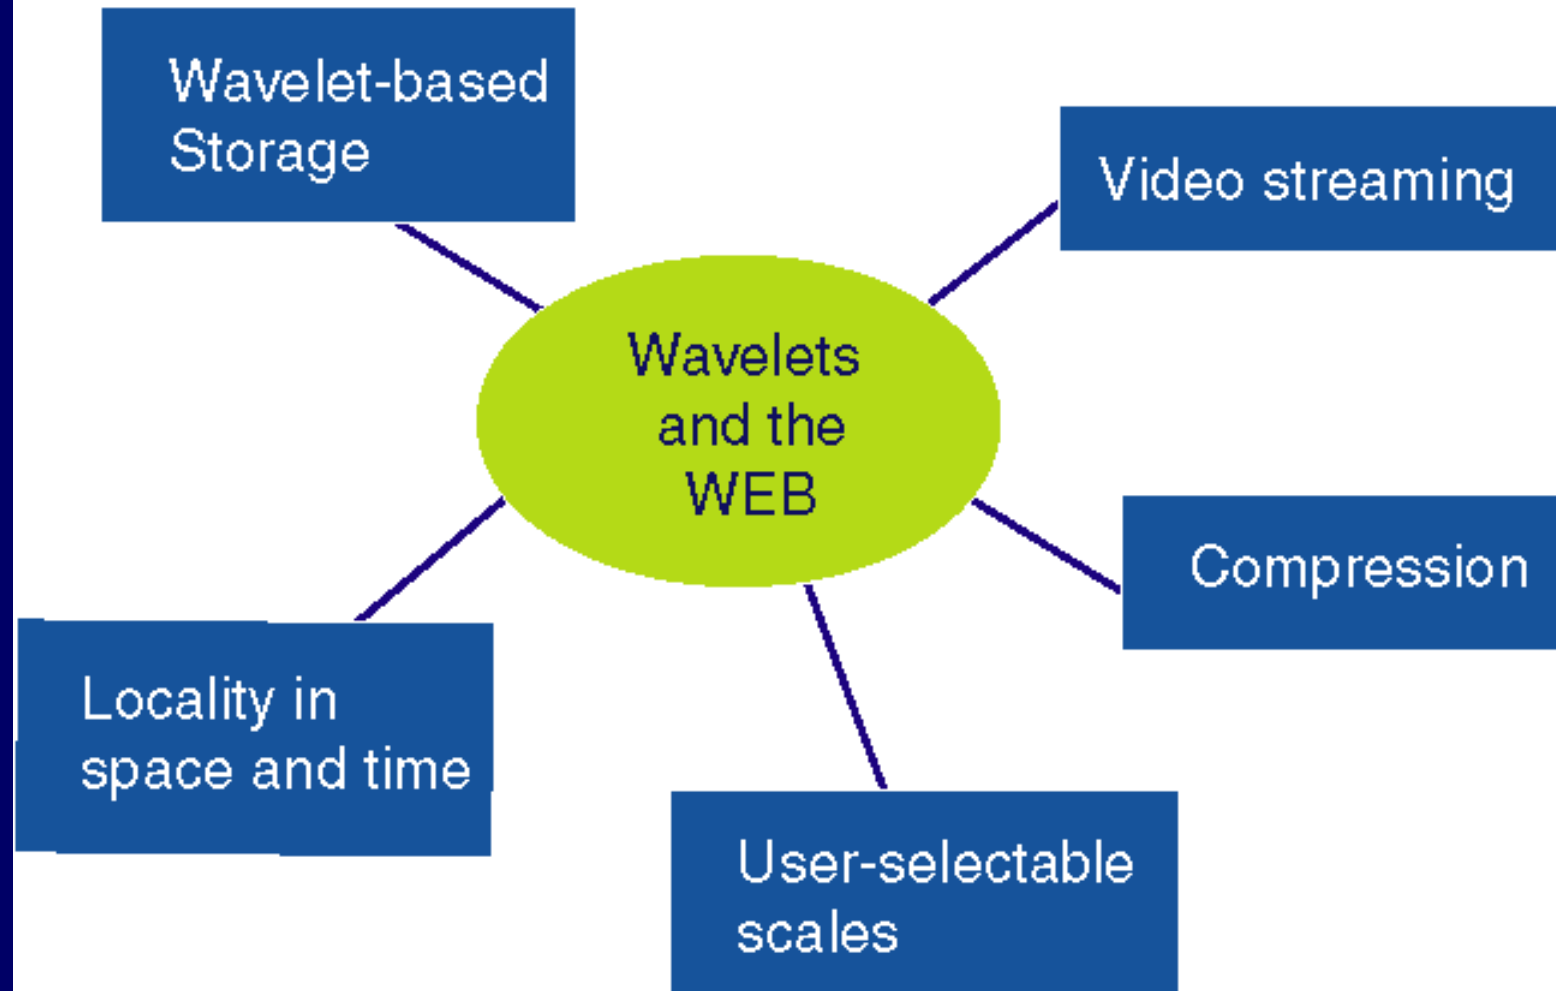 Wavelet-based
Storage
Video streaming
Wavelets
and the
WEB
Compression
Locality in
space and time
User-selectable
scales